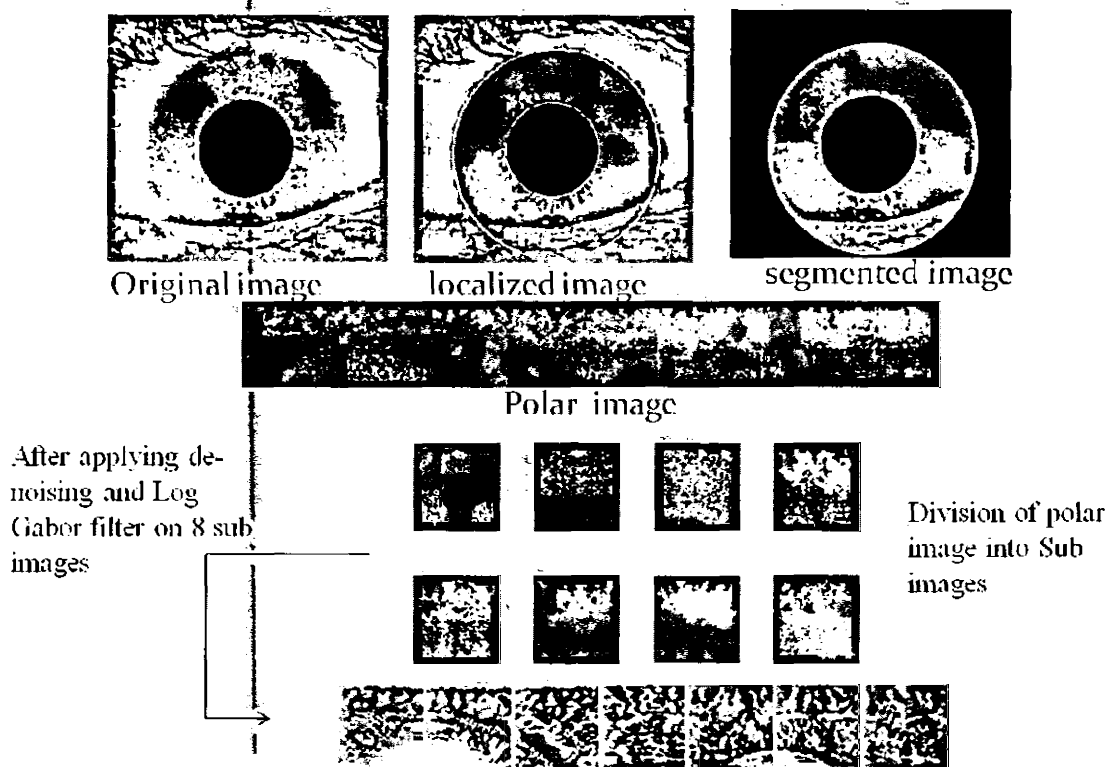 Original image
localized image
segmented image
Polar image
After applying de-
noising and Log
Gabor filter on 8 sub
images
Division of polar
image into Sub
images